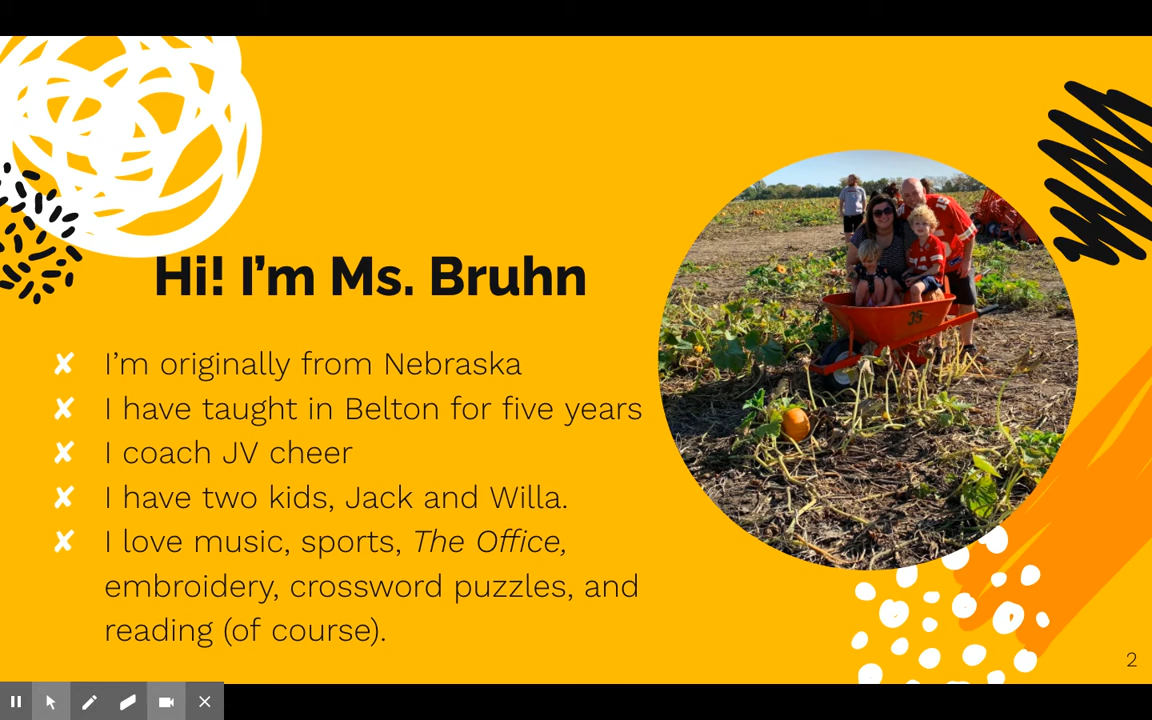 Hi! I’m Ms. Bruhn
✘ I’m originally from Nebraska
✘ I have taught in Belton for five years
✘ I coach JV cheer
✘ I have two kids, Jack and Willa.
✘ I love music, sports, The Office,
embroidery, crossword puzzles, and
reading (of course).
35
2